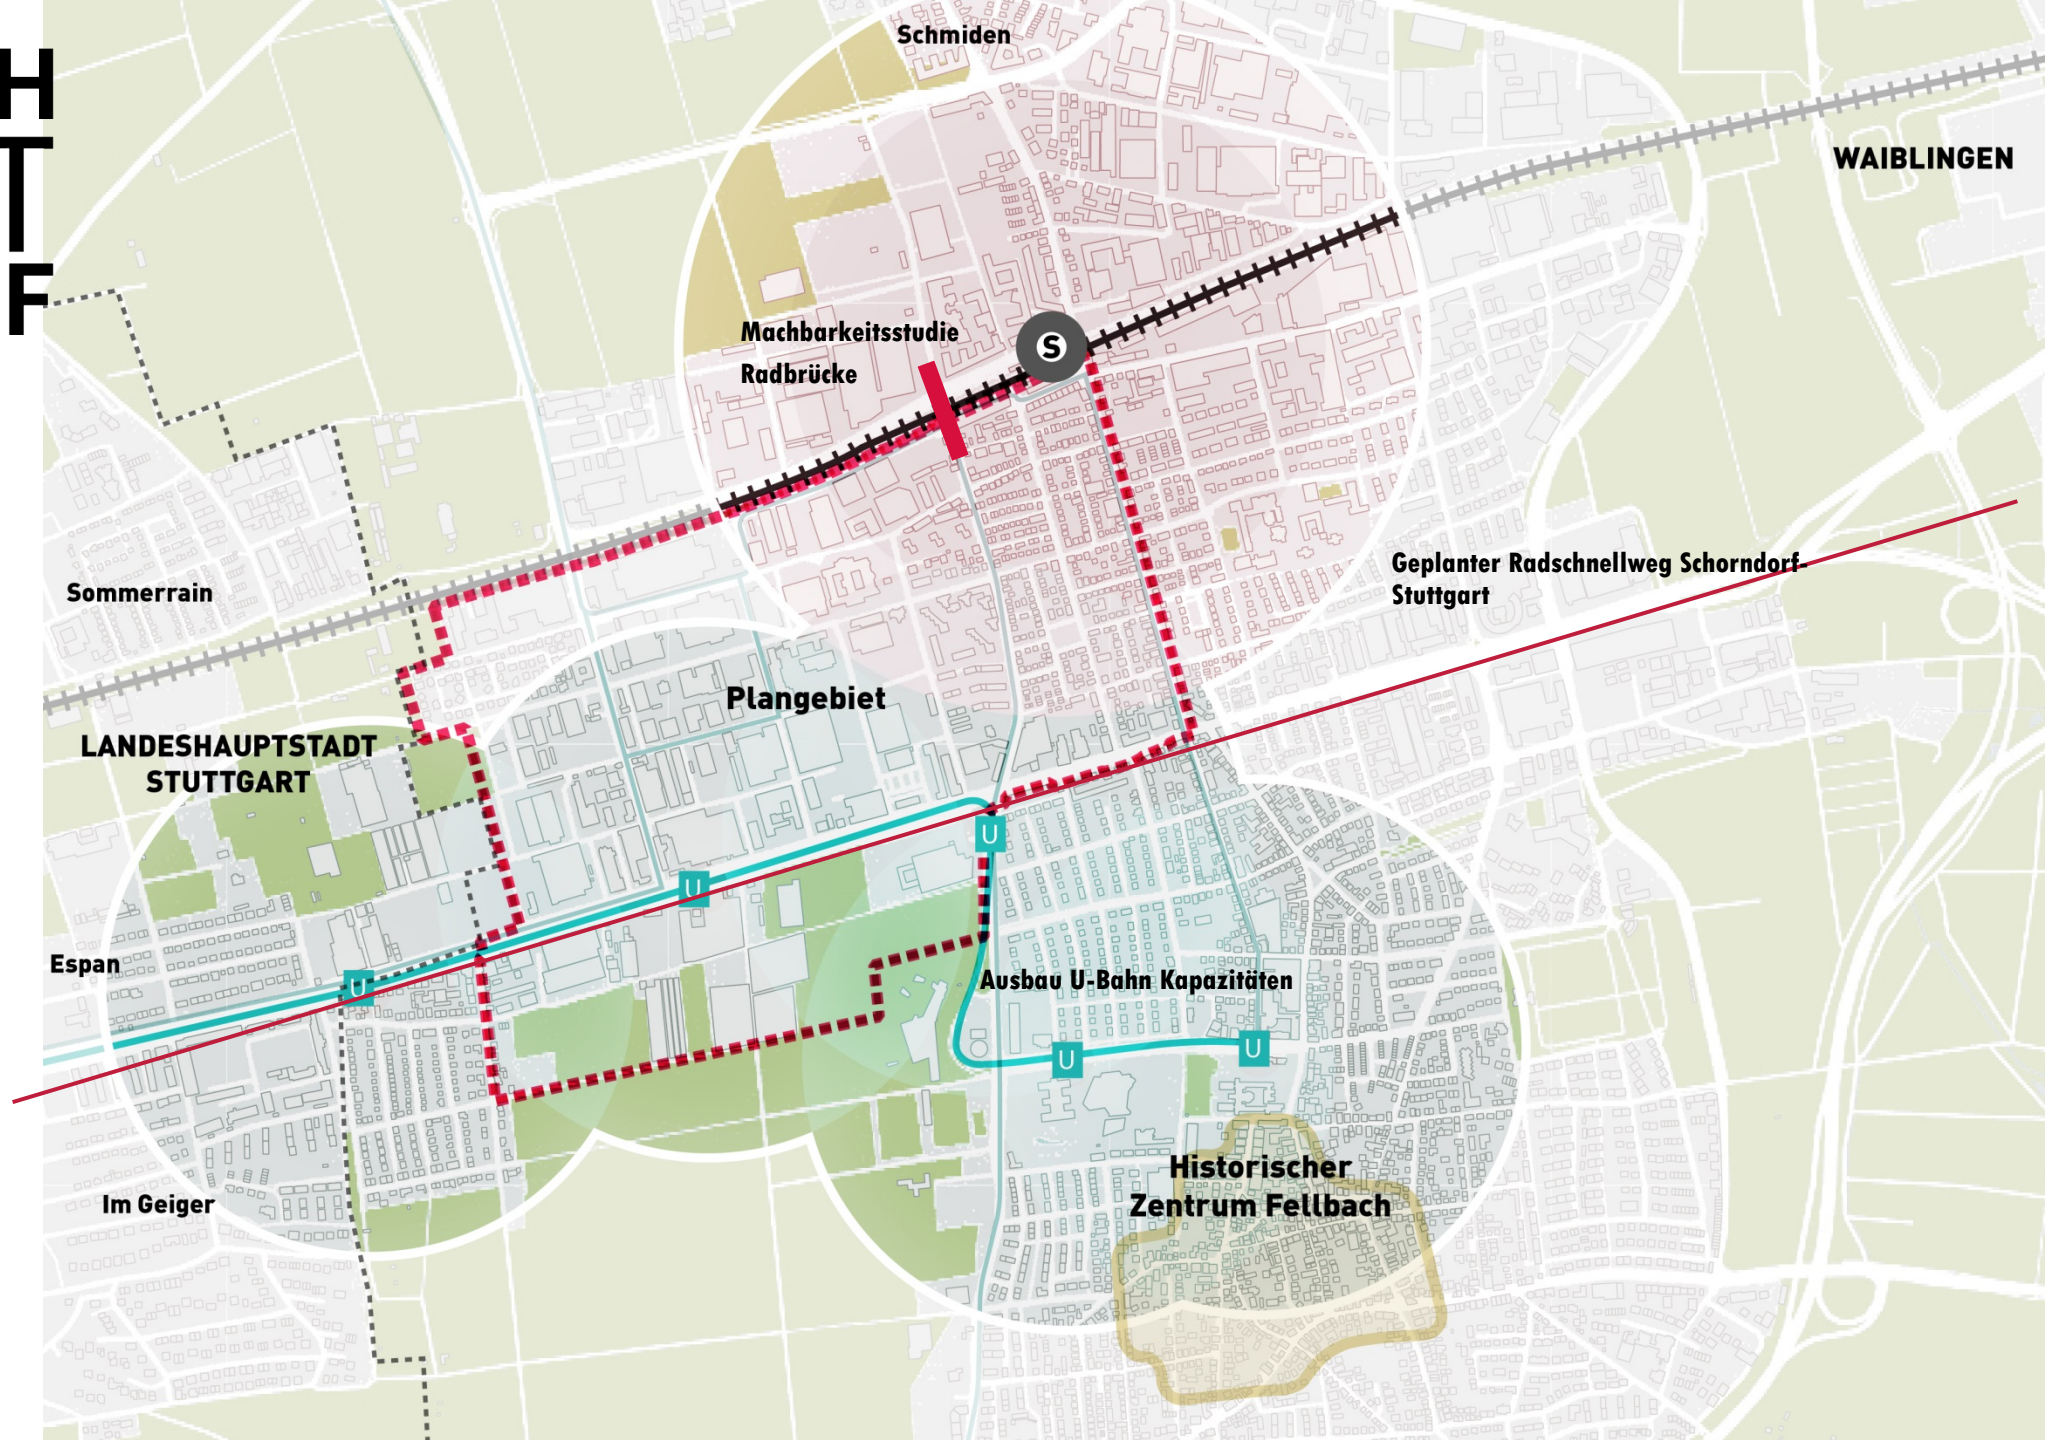 H
T
F
Schmiden
WAIBLINGEN
Machbarkeitsstudie
Radbrücke
S
Geplanter Radschnellweg Schorndorf-
Stuttgart
Sommerrain
Plangebiet
LANDESHAUPTSTADT
STUTTGART
U
U
Espan
U
Ausbau U-Bahn Kapazitäten
U
U
Historischer
Zentrum Fellbach
Im Geiger